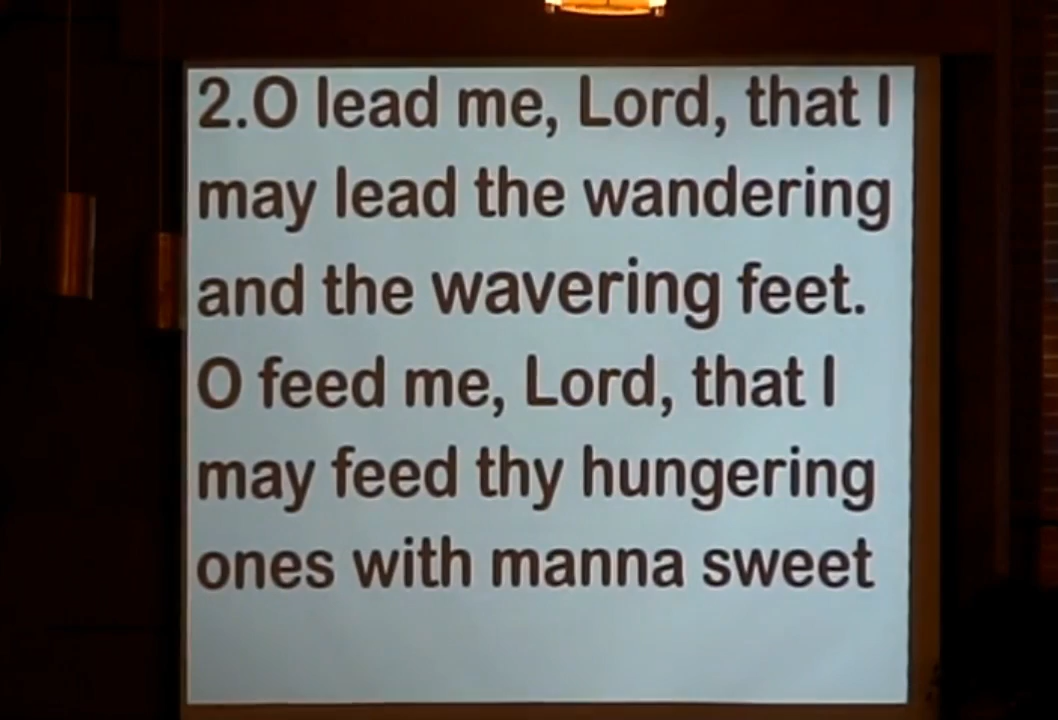 2.O lead me, Lord, that I
may lead the wandering
and the wavering feet.
O feed me, Lord, that I
may feed thy hungering
ones with manna sweet